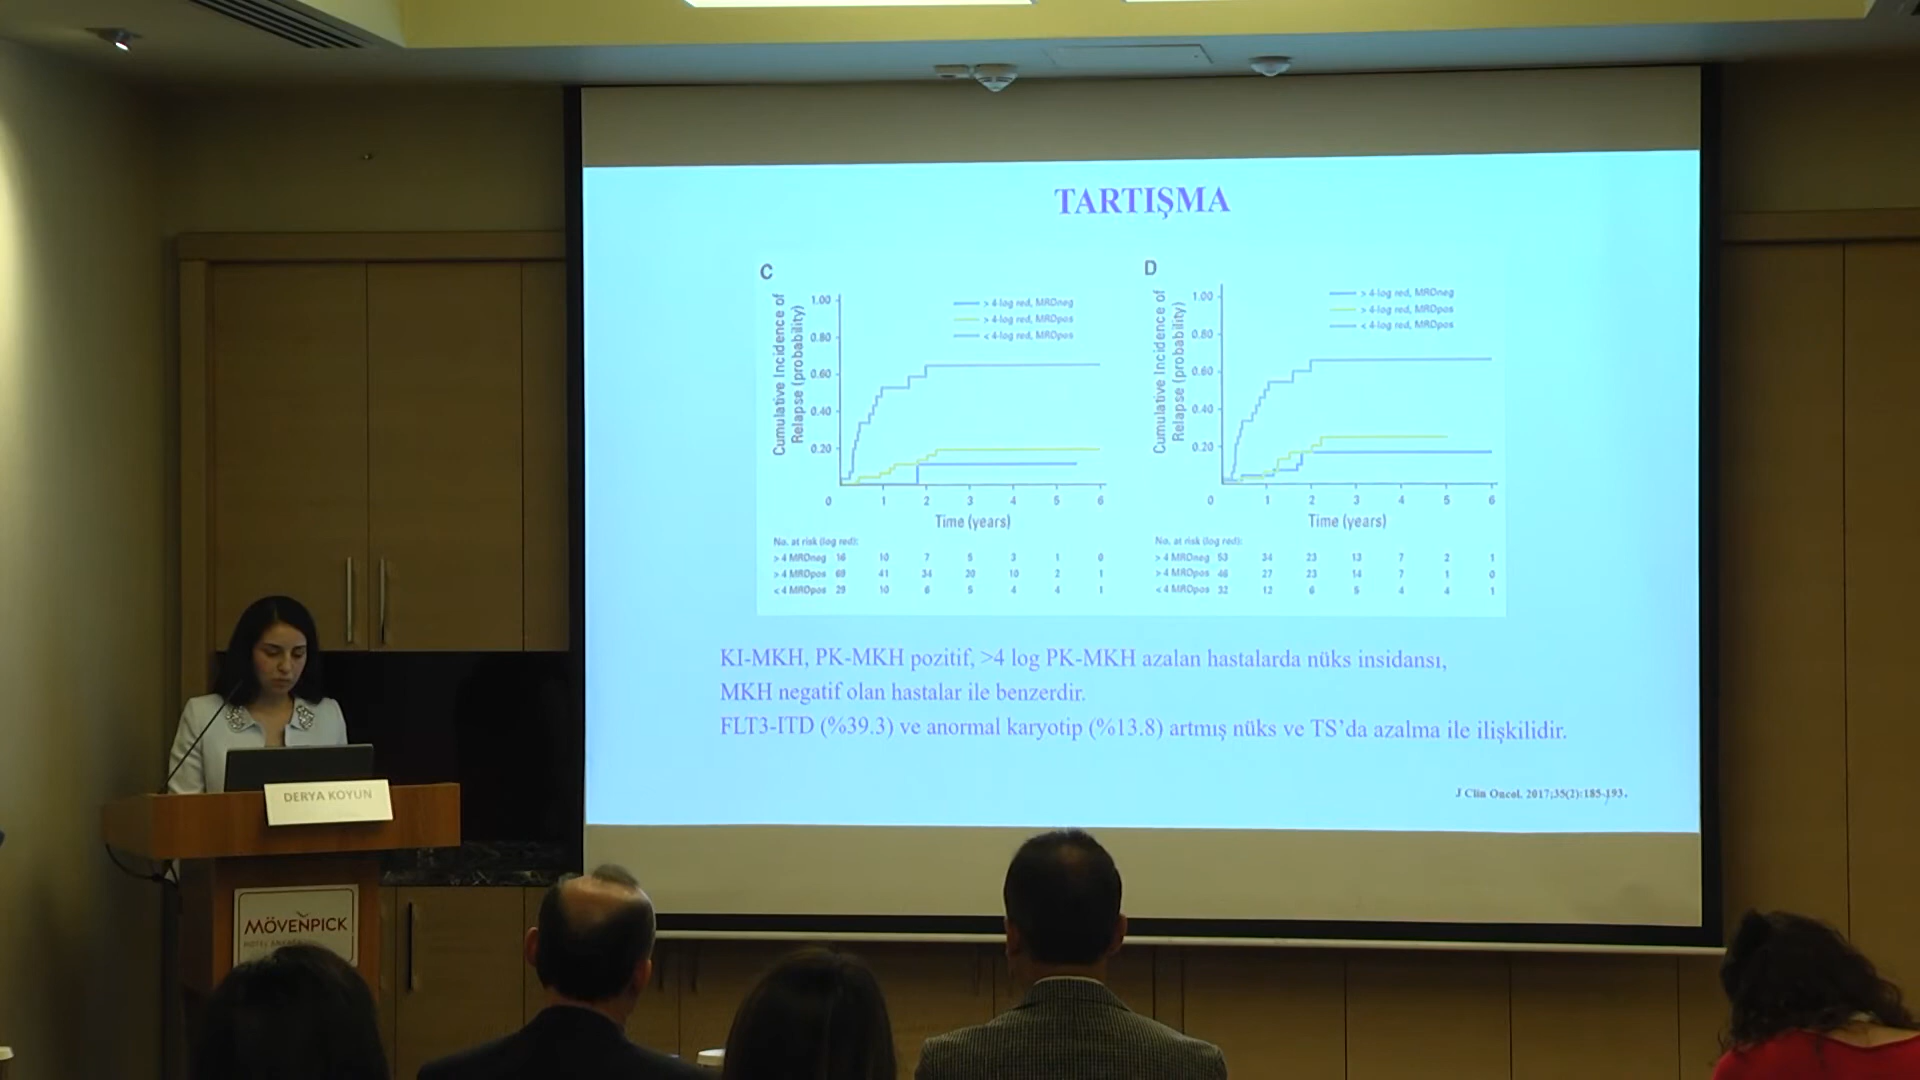 TARTIŞMA
C
Cumulative Incidence of
Relapse (probability)
1.00
0.80
0.60
0.40
0.20
0 1 2 3 4 5 6
Time (years)
> 4-log red, MRDneg
> 4-log red, MRDpos
< 4-log red, MRDpos
No. at risk (log red):
> 4 MRDneg 16 10 7 5 3 1 0
> 4 MRDpos 69 41 34 20 10 2 1
< 4 MRDpos 29 10 6 5 4 4 1
D
Cumulative Incidence of
Relapse (probability)
1.00
0.80
0.60
0.40
0.20
0 1 2 3 4 5 6
Time (years)
> 4-log red, MRDneg
> 4-log red, MRDpos
< 4-log red, MRDpos
No. at risk (log red):
> 4 MRDneg 53 34 23 13 7 2 1
> 4 MRDpos 46 27 23 14 7 1 0
< 4 MRDpos 32 12 6 5 4 4 1
KI-MKH, PK-MKH pozitif, >4 log PK-MKH azalan hastalarda nüks insidansı,
MKH negatif olan hastalar ile benzerdir.
FLT3-ITD (%39.3) ve anormal karyotip (%13.8) artmış nüks ve TS'da azalma ile ilişkilidir.
J Clin Oncol. 2017;35(2):185-193.
DERYA KOYUN
MÖVENPICK
HOTEL